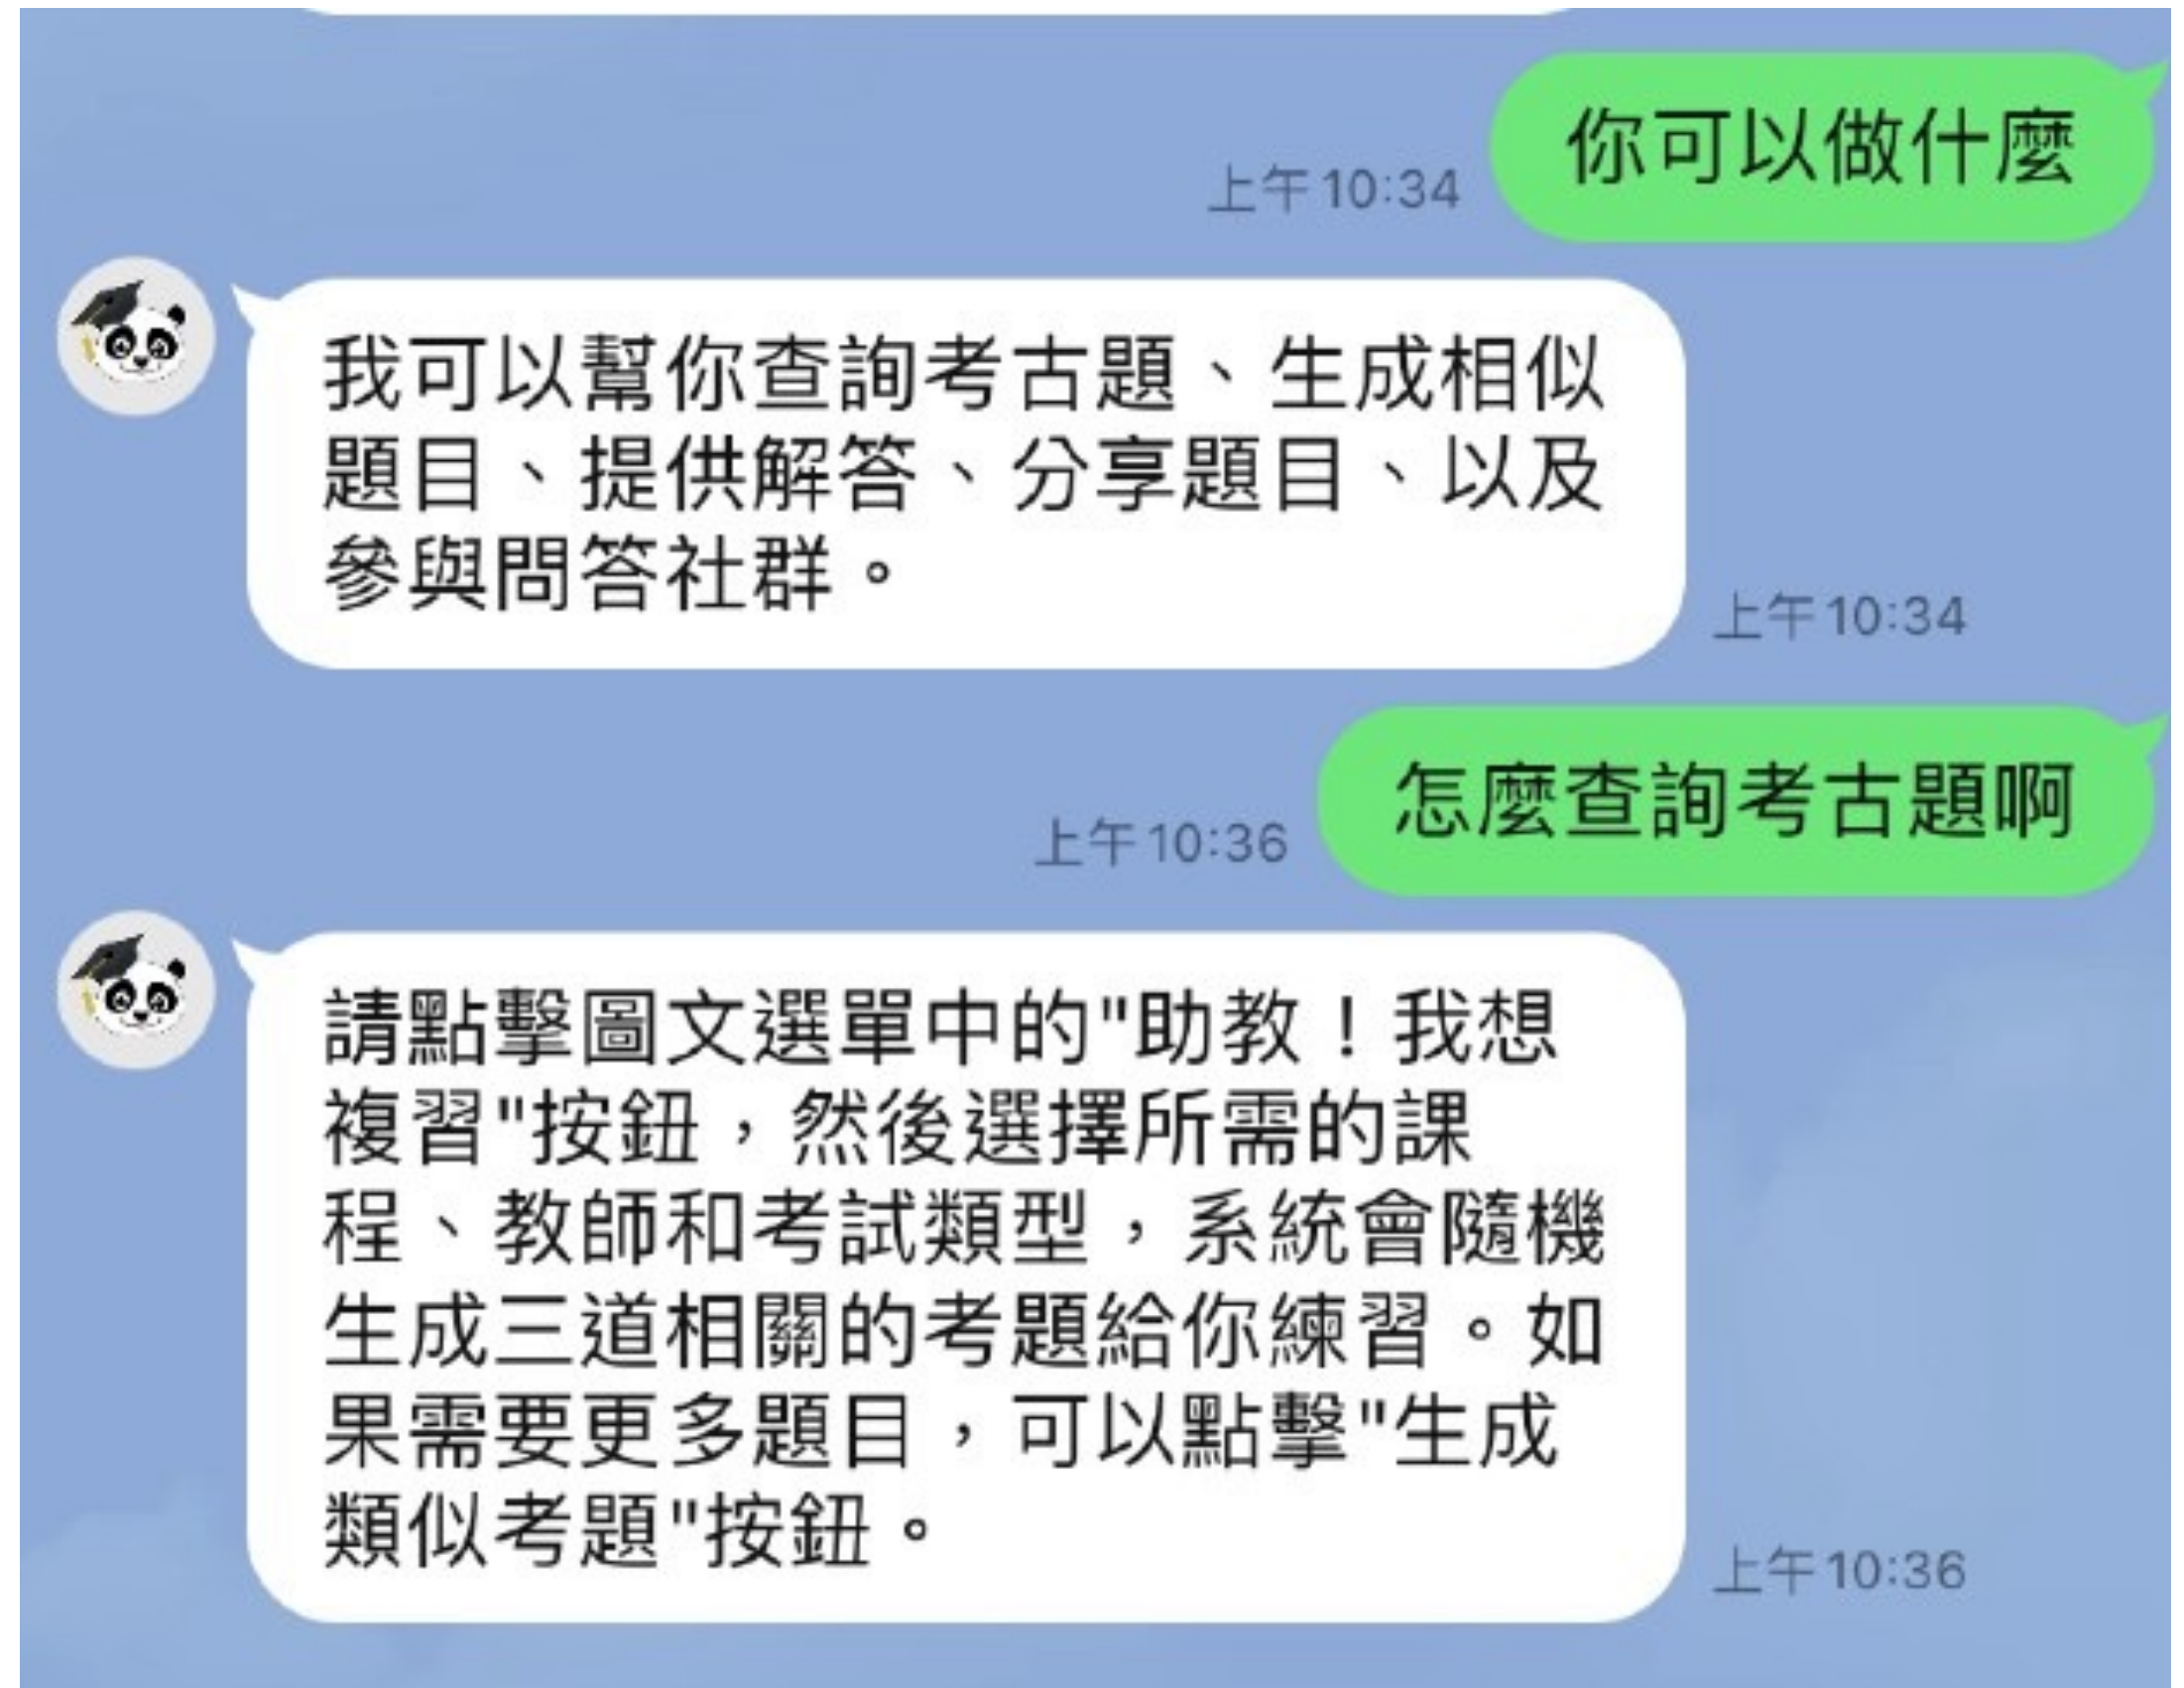 你可以做什麼
上午10:34
我可以幫你查詢考古題、生成相似
題目、提供解答、分享題目、以及
參與問答社群。
上午10:34
怎麼查詢考古題啊
上午10:36
請點擊圖文選單中的"助教！我想
複習"按鈕，然後選擇所需的課
程、教師和考試類型，系統會隨機
生成三道相關的考題給你練習。如
果需要更多題目，可以點擊"生成
類似考題"按鈕。
上午10:36